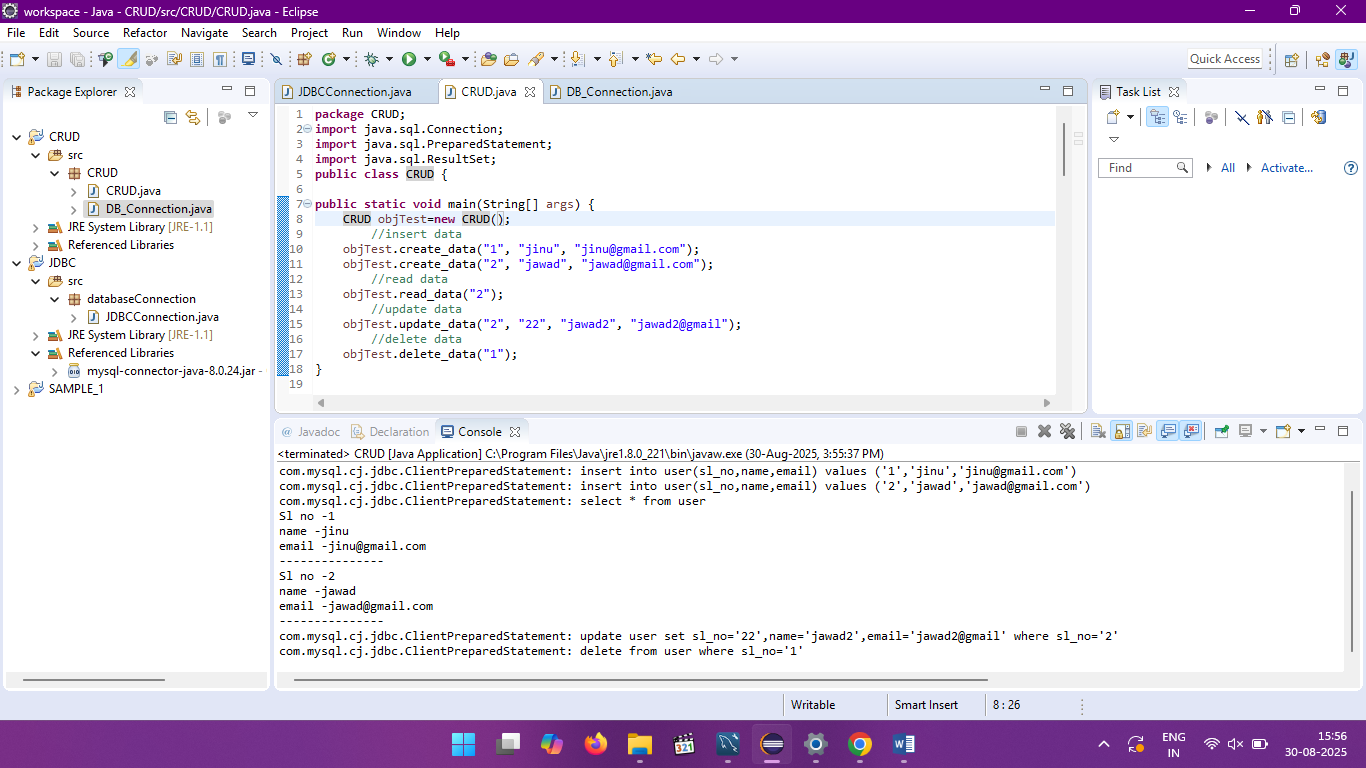 workspace - Java - CRUD/src/CRUD/CRUD.java - Eclipse
File Edit Source Refactor Navigate Search Project Run Window Help
Quick Access
Package Explorer
CRUD
src
CRUD
CRUD.java
DB_Connection.java
JRE System Library [JRE-1.1]
Referenced Libraries
JDBC
src
databaseConnection
JDBCConnection.java
JRE System Library [JRE-1.1]
Referenced Libraries
mysql-connector-java-8.0.24.jar -
SAMPLE_1
JDBCConnection.java CRUD.java DB_Connection.java
1 package CRUD;
2 import java.sql.Connection;
3 import java.sql.PreparedStatement;
4 import java.sql.ResultSet;
5 public class CRUD {
6
7 public static void main(String[] args) {
8 CRUD objTest=new CRUD();
9 //insert data
10 objTest.create_data("1", "jinu", "jinu@gmail.com");
11 objTest.create_data("2", "jawad", "jawad@gmail.com");
12 //read data
13 objTest.read_data("2");
14 //update data
15 objTest.update_data("2", "22", "jawad2", "jawad2@gmail");
16 //delete data
17 objTest.delete_data("1");
18 }
19
Task List
Find All Activate...
Javadoc Declaration Console
<terminated> CRUD [Java Application] C:\Program Files\Java\jre1.8.0_221\bin\javaw.exe (30-Aug-2025, 3:55:37 PM)
com.mysql.cj.jdbc.ClientPreparedStatement: insert into user(sl_no,name,email) values ('1','jinu','jinu@gmail.com')
com.mysql.cj.jdbc.ClientPreparedStatement: insert into user(sl_no,name,email) values ('2','jawad','jawad@gmail.com')
com.mysql.cj.jdbc.ClientPreparedStatement: select * from user
Sl no -1
name -jinu
email -jinu@gmail.com
---------------
Sl no -2
name -jawad
email -jawad@gmail.com
---------------
com.mysql.cj.jdbc.ClientPreparedStatement: update user set sl_no='22',name='jawad2',email='jawad2@gmail' where sl_no='2'
com.mysql.cj.jdbc.ClientPreparedStatement: delete from user where sl_no='1'
Writable Smart Insert 8 : 26
321
ENG
IN
15:56
30-08-2025